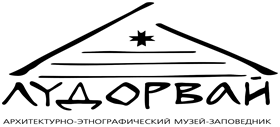 ЛУДОРВАЙ
АРХИТЕКТУРНО-ЭТНОГРАФИЧЕСКИЙ МУЗЕЙ-ЗАПОВЕДНИК